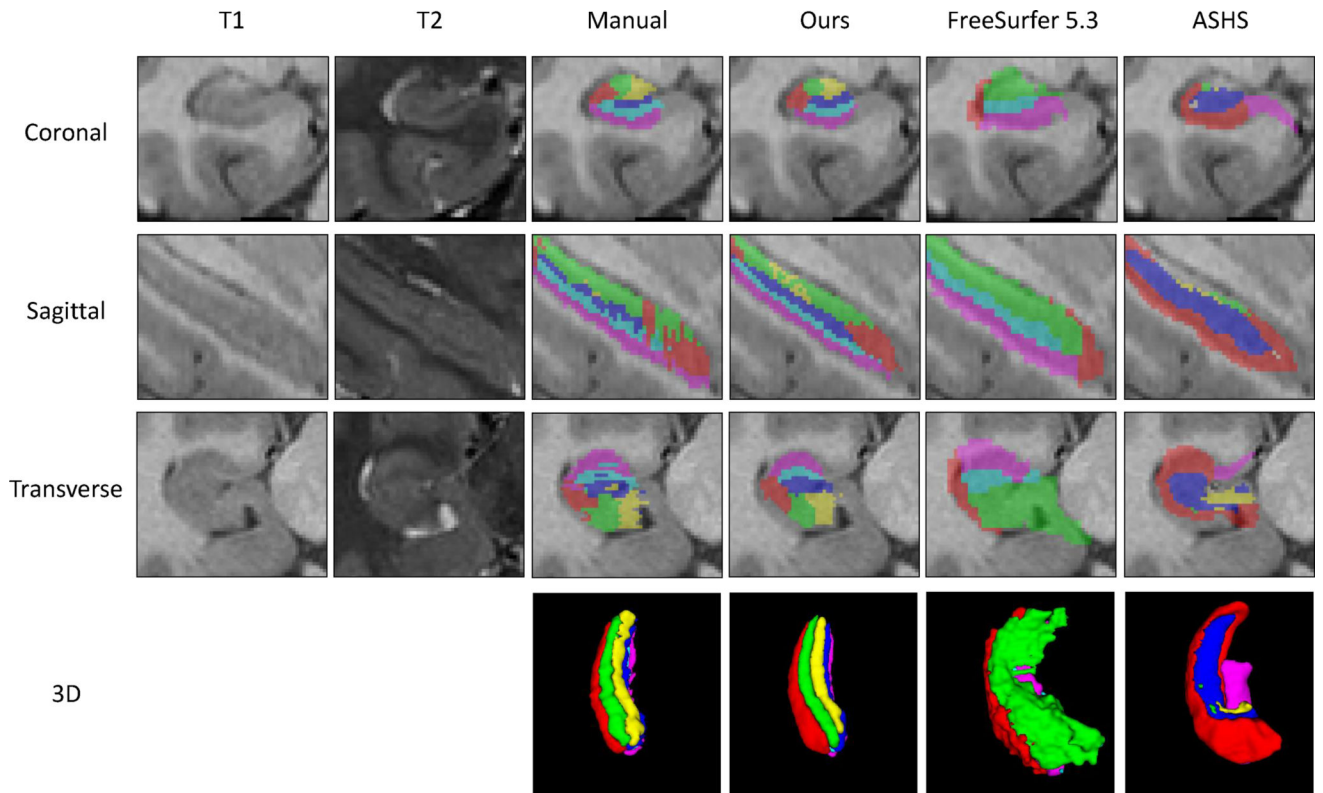 T1 T2 Manual Ours FreeSurfer 5.3 ASHS
Coronal
Sagittal
Transverse
3D